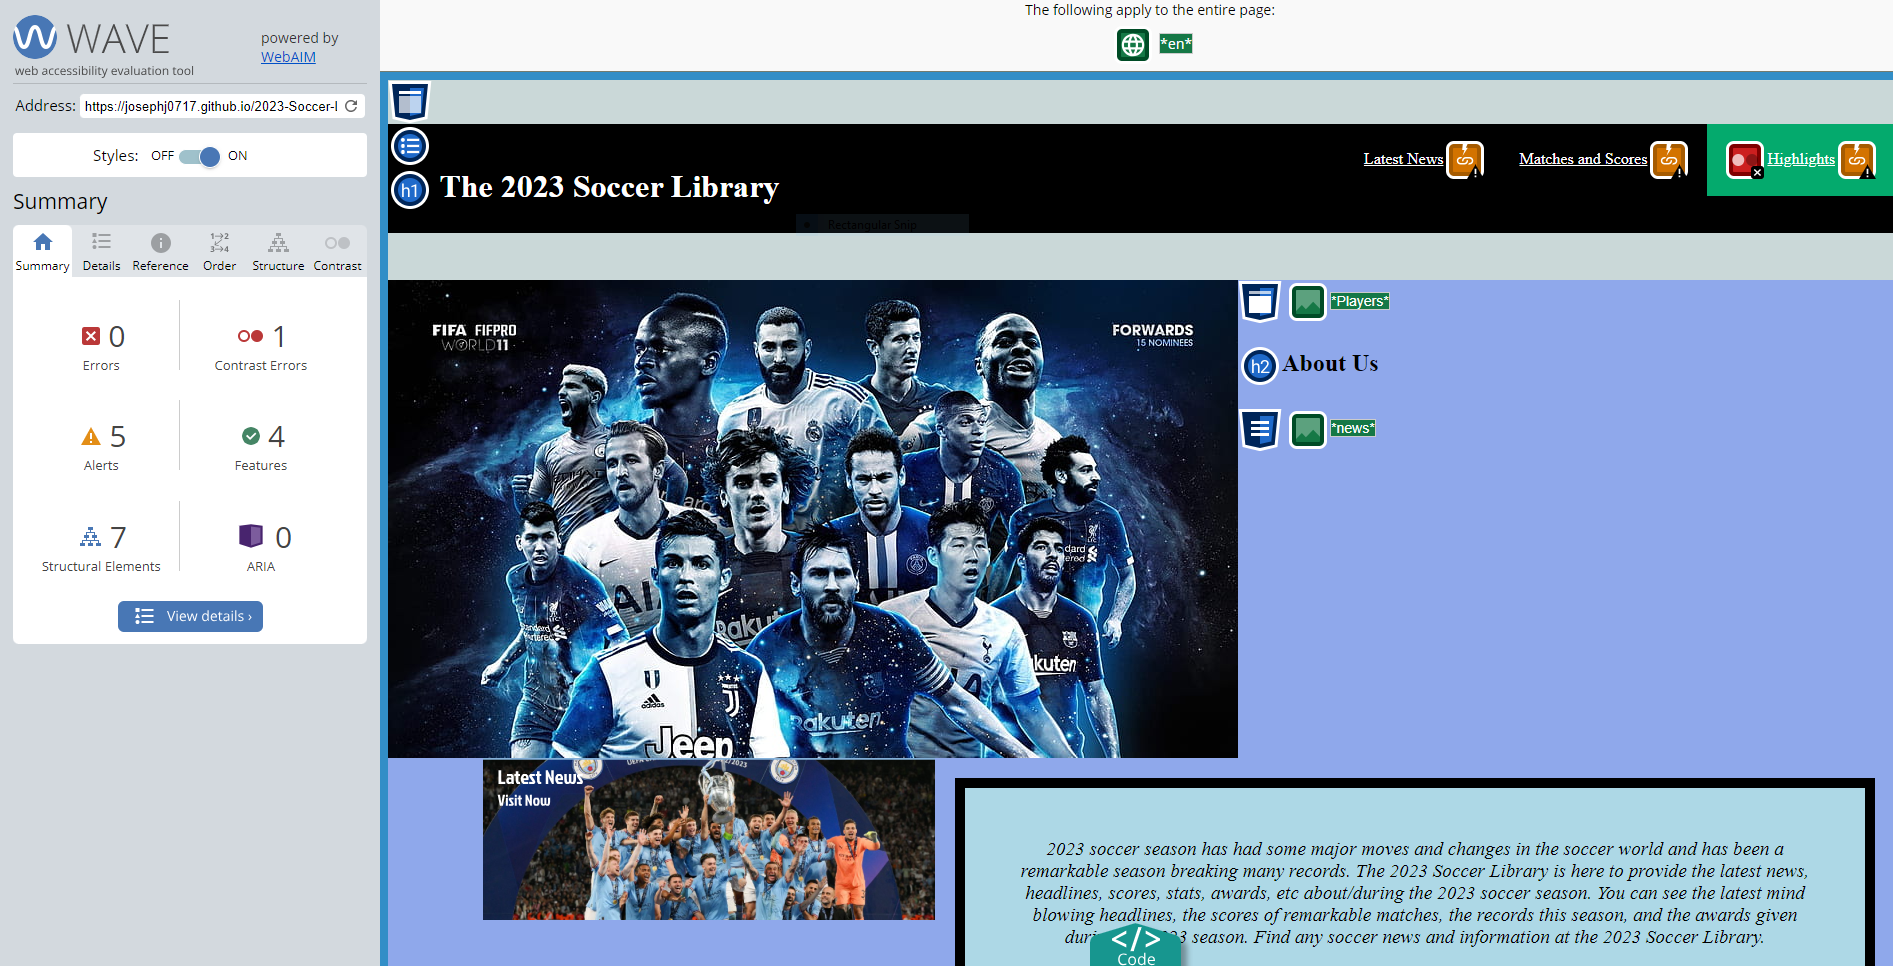 WAVE
powered by
WebAIM
web accessibility evaluation tool
Address: https://josephj0717.github.io/2023-Soccer-l
Styles: OFF ON
Summary
Summary Details Reference Order Structure Contrast
0 Errors
1 Contrast Errors
5 Alerts
4 Features
7 Structural Elements
0 ARIA
View details ›
The following apply to the entire page:
*en*
Latest News
Matches and Scores
Highlights
h1 The 2023 Soccer Library
Rectangular Snip
FIFA FIFPRO
WORLD11
FORWARDS
15 NOMINEES
Jeep
adidas
JUVENTUS
Rakuten
*Players*
h2 About Us
*news*
Latest News
Visit Now
2023 soccer season has had some major moves and changes in the soccer world and has been a
remarkable season breaking many records. The 2023 Soccer Library is here to provide the latest news,
headlines, scores, stats, awards, etc about/during the 2023 soccer season. You can see the latest mind
blowing headlines, the scores of remarkable matches, the records this season, and the awards given
3 season. Find any soccer news and information at the 2023 Soccer Library.
</> Code